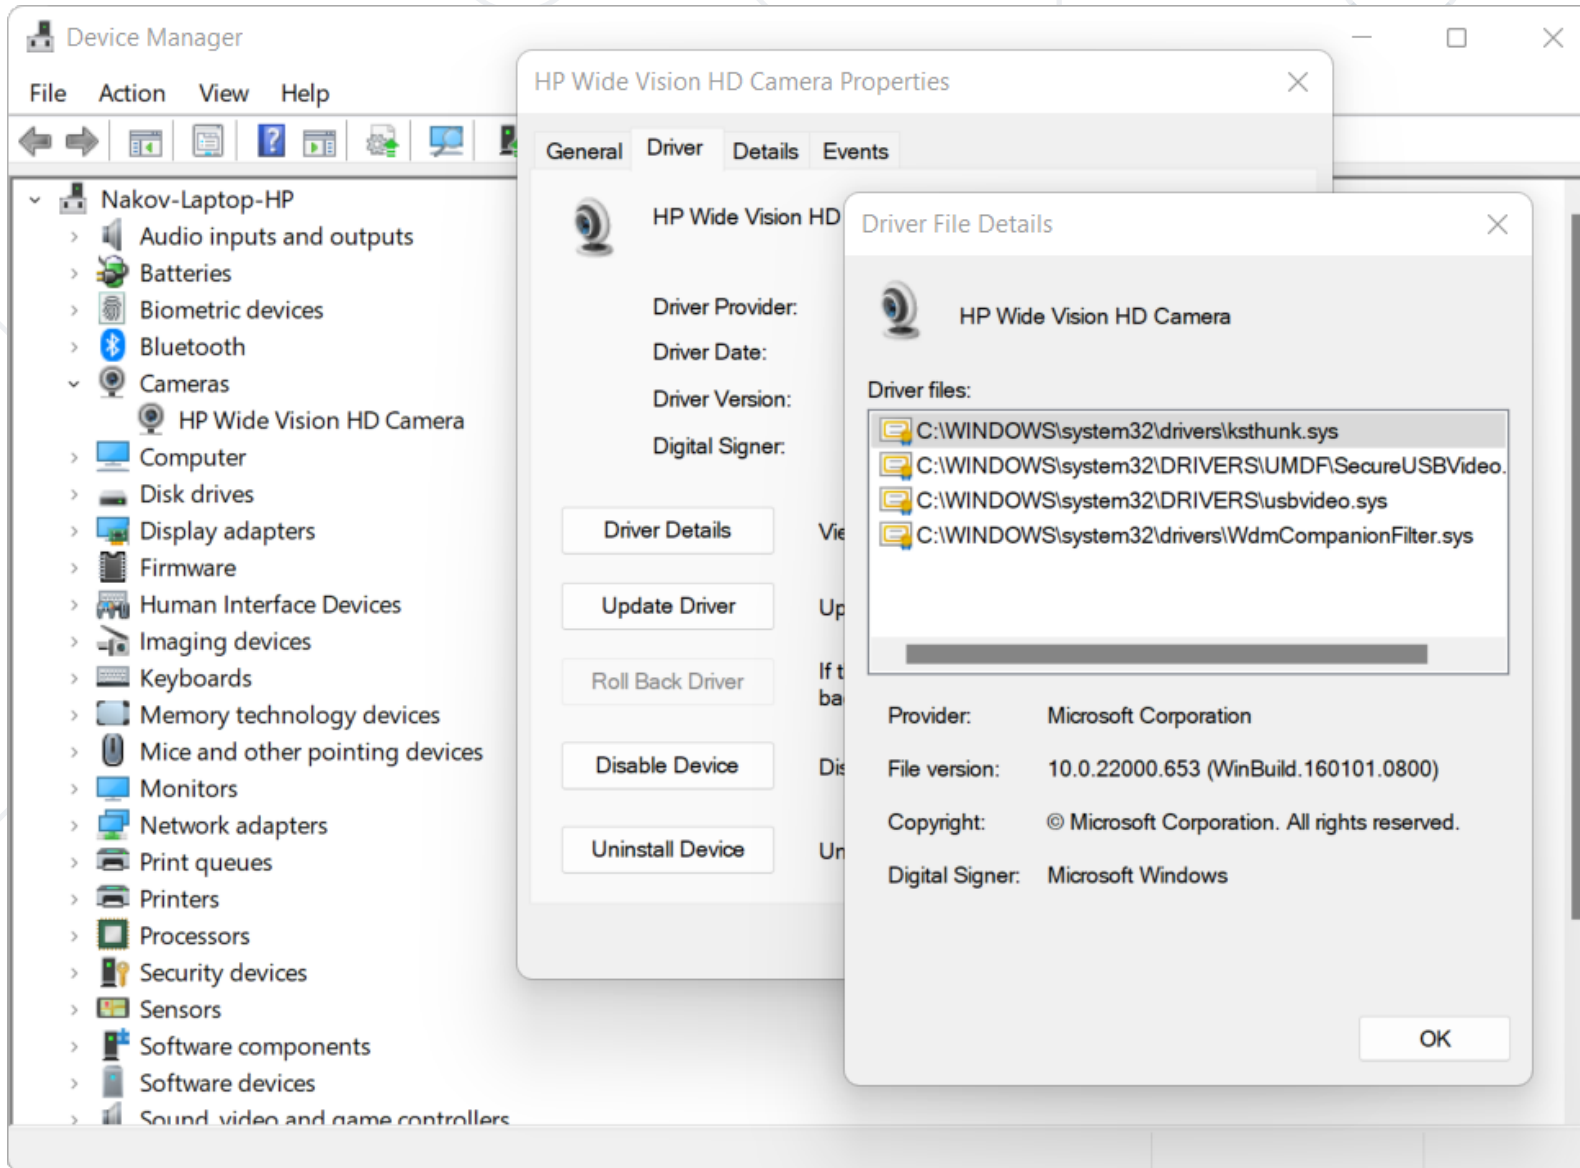 Device Manager
File Action View Help
Nakov-Laptop-HP
Audio inputs and outputs
Batteries
Biometric devices
Bluetooth
Cameras
HP Wide Vision HD Camera
Computer
Disk drives
Display adapters
Firmware
Human Interface Devices
Imaging devices
Keyboards
Memory technology devices
Mice and other pointing devices
Monitors
Network adapters
Print queues
Printers
Processors
Security devices
Sensors
Software components
Software devices
Sound, video and game controllers
HP Wide Vision HD Camera Properties
General Driver Details Events
HP Wide Vision HD
Driver Provider:
Driver Date:
Driver Version:
Digital Signer:
Driver Details
Update Driver
Roll Back Driver
If
Disable Device
Uninstall Device
Driver File Details
HP Wide Vision HD Camera
Driver files:
C:\WINDOWS\system32\drivers\ksthunk.sys
C:\WINDOWS\system32\DRIVERS\UMDF\SecureUSBVideo.
C:\WINDOWS\system32\DRIVERS\usbvideo.sys
C:\WINDOWS\system32\drivers\WdmCompanionFilter.sys
Provider: Microsoft Corporation
File version: 10.0.22000.653 (WinBuild.160101.0800)
Copyright: © Microsoft Corporation. All rights reserved.
Digital Signer: Microsoft Windows
OK